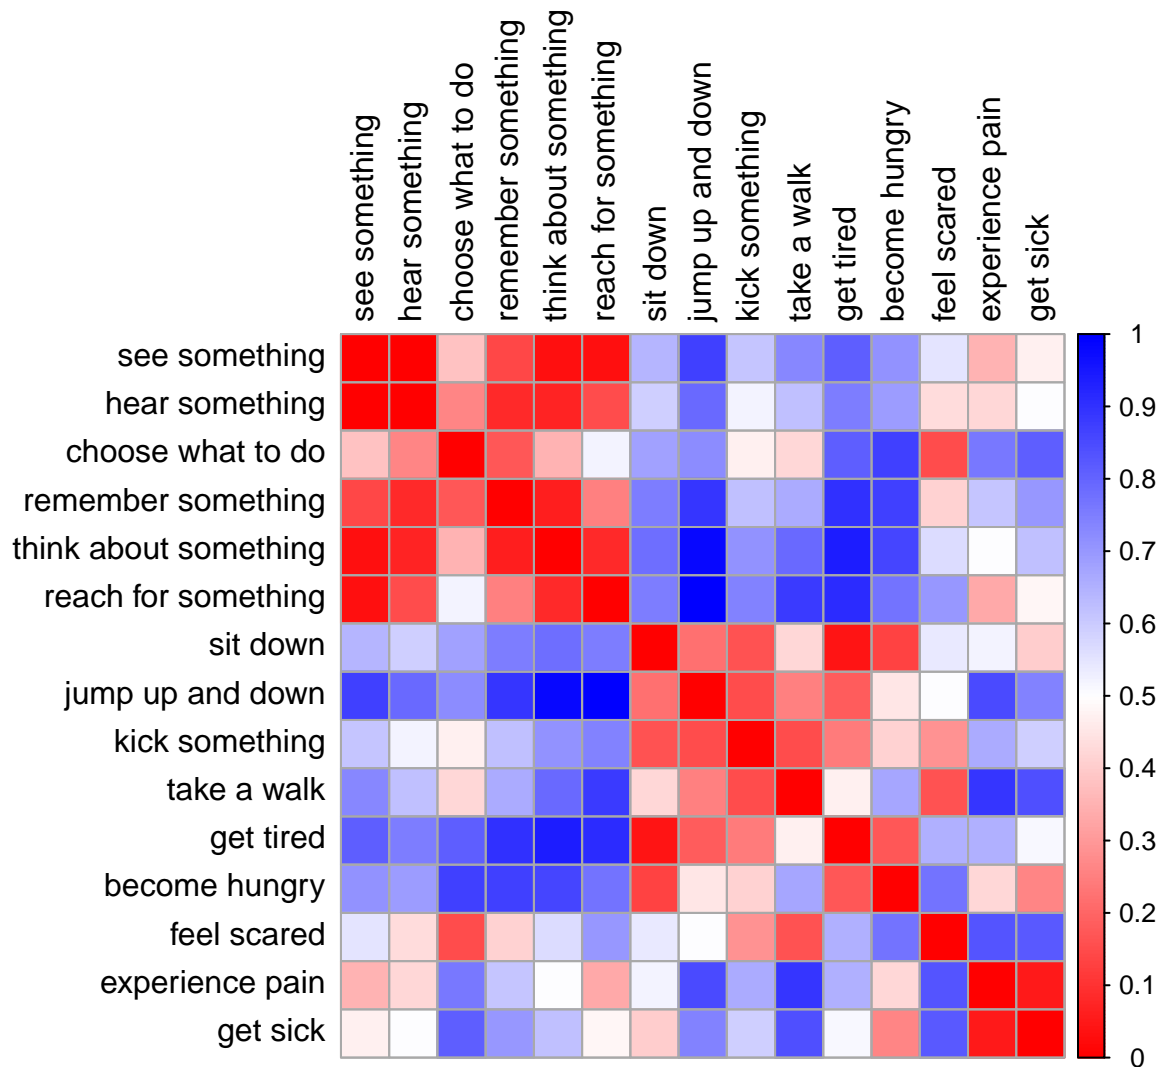 see something
hear something
choose what to do
remember something
think about something
reach for something
sit down
jump up and down
kick something
take a walk
get tired
become hungry
feel scared
experience pain
get sick
see something
hear something
choose what to do
remember something
think about something
reach for something
sit down
jump up and down
kick something
take a walk
get tired
become hungry
feel scared
experience pain
get sick
1
0.9
0.8
0.7
0.6
0.5
0.4
0.3
0.2
0.1
0